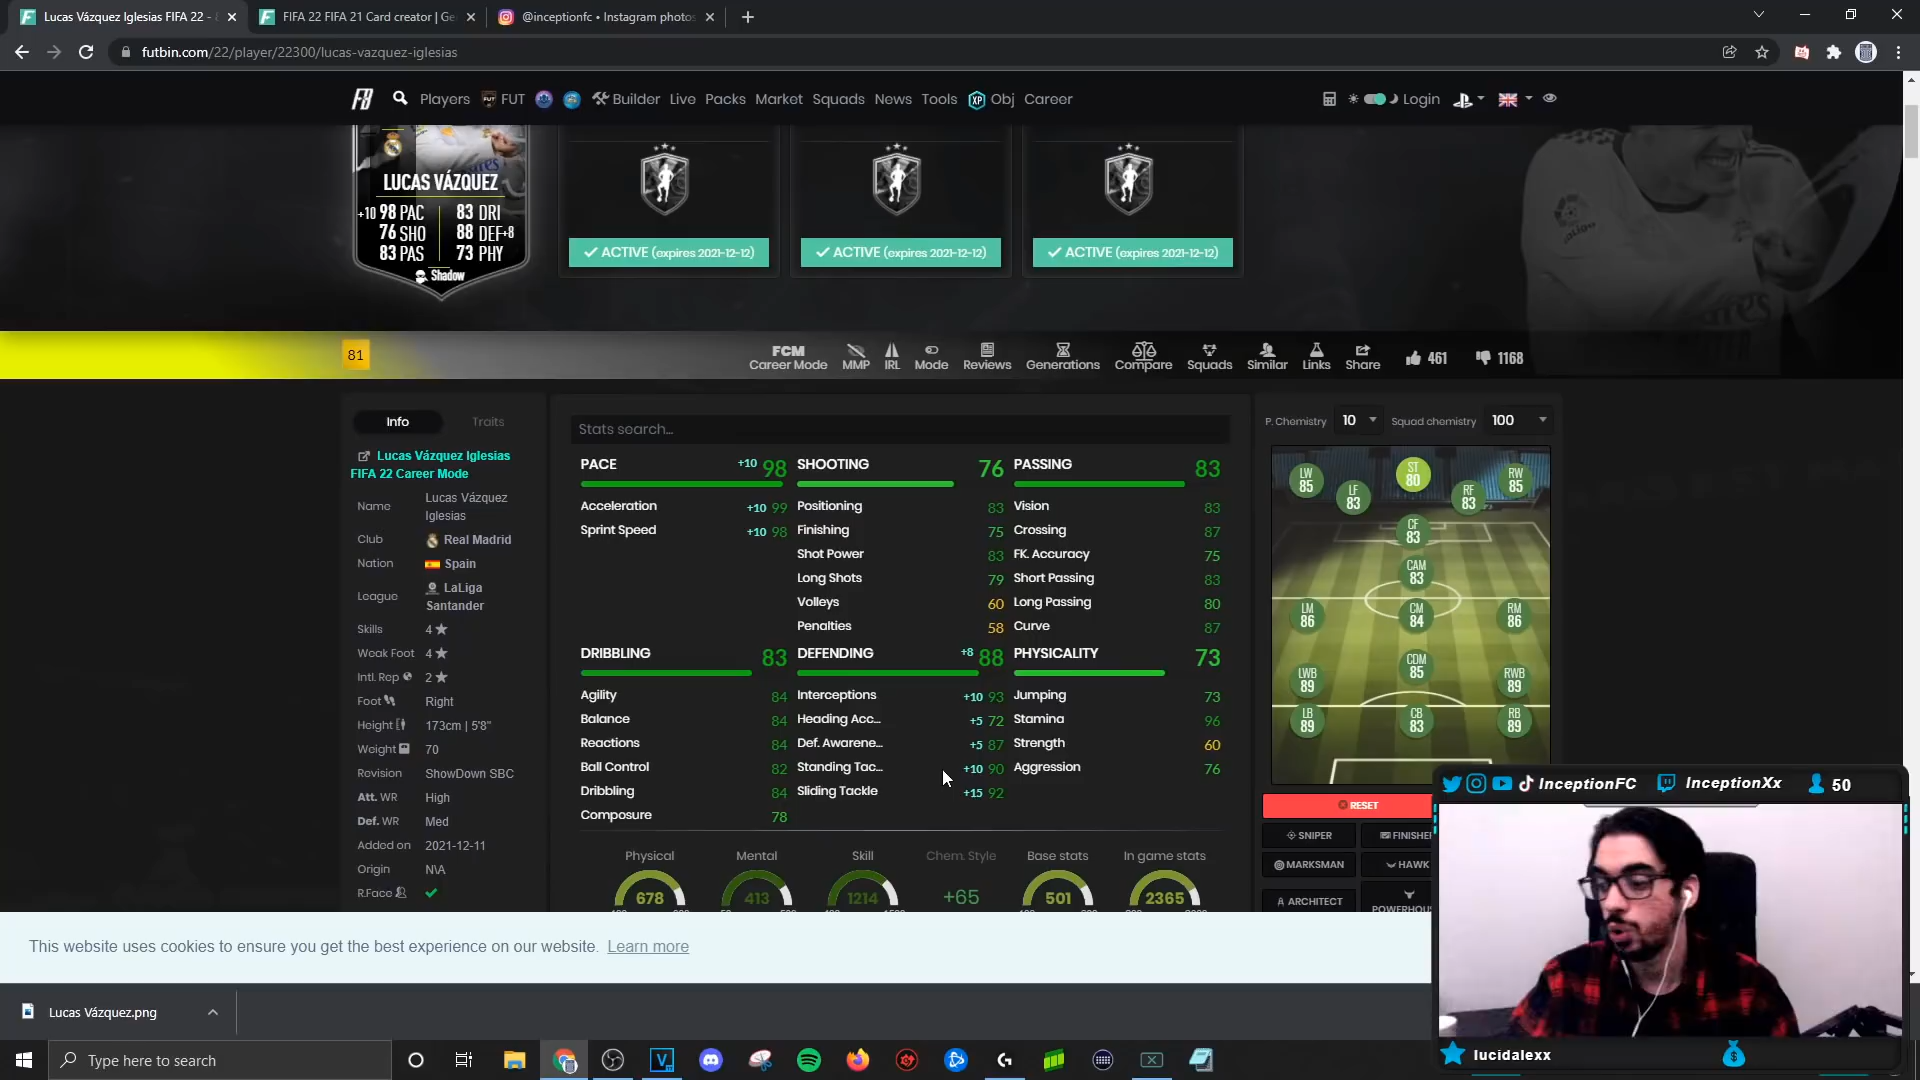 Lucas Vázquez Iglesias FIFA 22 -
FIFA 22 FIFA 21 Card creator | Ge
@inceptionfc • Instagram photos
futbin.com/22/player/22300/lucas-vazquez-iglesias
Players FUT Builder Live Packs Market Squads News Tools XP Obj Career Login
LUCAS VÁZQUEZ
+10 98 PAC 83 DRI
76 SHO 88 DEF+8
83 PAS 73 PHY
Shadow
ACTIVE (expires 2021-12-12)
ACTIVE (expires 2021-12-12)
ACTIVE (expires 2021-12-12)
81
FCM
Career Mode MMP IRL Mode Reviews Generations Compare Squads Similar Links Share 461 1168
Info Traits
Lucas Vázquez Iglesias
FIFA 22 Career Mode
Name Lucas Vázquez
Iglesias
Club Real Madrid
Nation Spain
League LaLiga
Santander
Skills 4
Weak Foot 4
Intl. Rep 2
Foot Right
Height 173cm | 5'8"
Weight 70
Revision ShowDown SBC
Att. WR High
Def. WR Med
Added on 2021-12-11
Origin N\A
R.Face
Stats search...
PACE +10 98
Acceleration +10 99
Sprint Speed +10 98
SHOOTING 76
Positioning 83
Finishing 75
Shot Power 83
Long Shots 79
Volleys 60
Penalties 58
PASSING 83
Vision 83
Crossing 87
FK. Accuracy 75
Short Passing 83
Long Passing 80
Curve 87
DRIBBLING 83
Agility 84
Balance 84
Reactions 84
Ball Control 82
Dribbling 84
Composure 78
DEFENDING +8 88
Interceptions +10 93
Heading Acc... +5 72
Def. Awarene... +5 87
Standing Tac... +10 90
Sliding Tackle +15 92
PHYSICALITY 73
Jumping 73
Stamina 96
Strength 60
Aggression 76
Physical Mental Skill Chem. Style Base stats In game stats
678 413 1214 +65 501 2365
P. Chemistry 10 Squad chemistry 100
LW 85
ST 80
RW 85
LF 83
RF 83
CF 83
CAM 83
LM 86
CM 84
RM 86
CDM 85
LWB 89
RWB 89
LB 89
CB 83
RB 89
RESET
SNIPER FINISHE
MARKSMAN HAWK
ARCHITECT POWERHOU
InceptionFC InceptionXx 50
lucidalexx
This website uses cookies to ensure you get the best experience on our website. Learn more
Lucas Vázquez.png
Type here to search